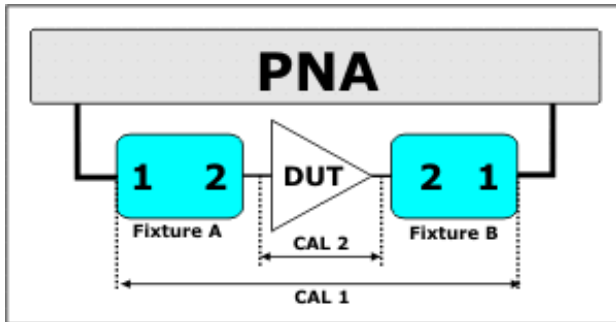 PNA
1 2 DUT 2 1
Fixture A Fixture B
CAL 2
CAL 1